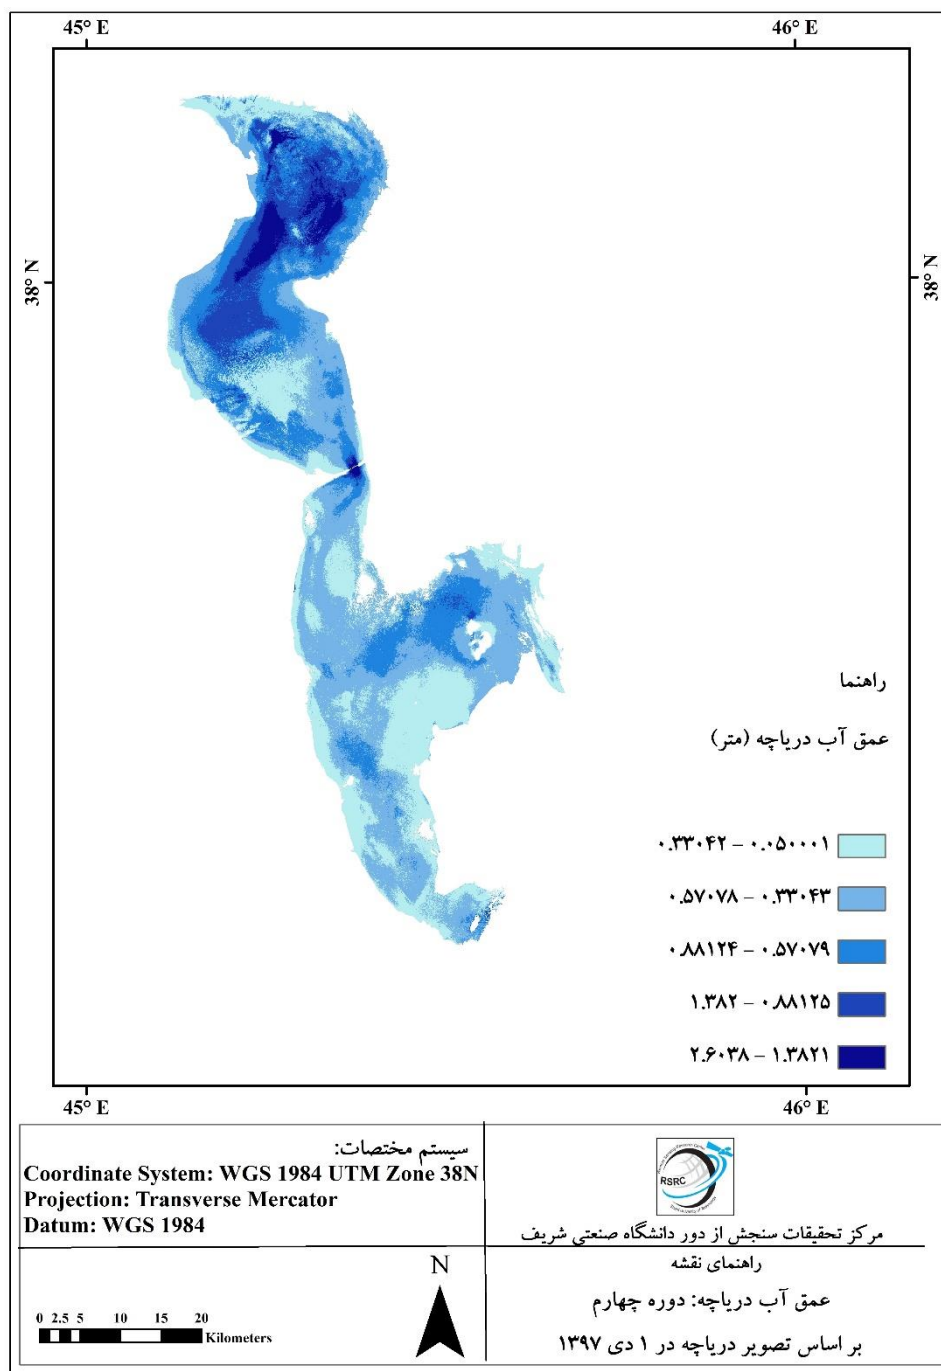 45° E
46° E
38° N
38° N
راهنما
عمق آب دریاچه (متر)
۰.۳۳۰۴۲ – ۰.۰۵۰۰۰۱
۰.۵۷۰۷۸ – ۰.۳۳۰۴۳
۰.۸۸۱۲۴ – ۰.۵۷۰۷۹
۱.۳۸۲ – ۰.۸۸۱۲۵
۲.۶۰۳۸ – ۱.۳۸۲۱
45° E
46° E
سیستم مختصات:
Coordinate System: WGS 1984 UTM Zone 38N
Projection: Transverse Mercator
Datum: WGS 1984
RSRC
مرکز تحقیقات سنجش از دور دانشگاه صنعتی شریف
راهنمای نقشه
عمق آب دریاچه: دوره چهارم
بر اساس تصویر دریاچه در ۱ دی ۱۳۹۷
N
0 2.5 5 10 15 20
Kilometers